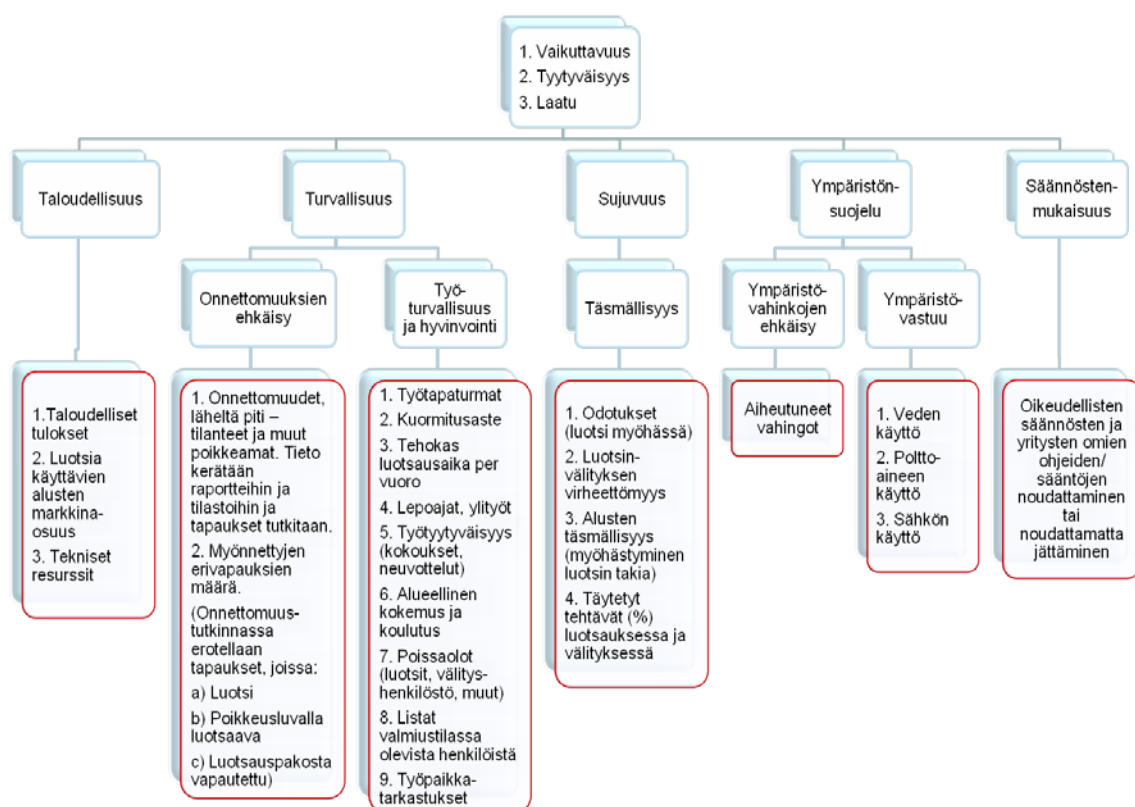 1. Vaikuttavuus
2. Tyytyväisyys
3. Laatu
Taloudellisuus
Turvallisuus
Sujuvuus
Ympäristön-
suojelu
Säännösten-
mukaisuus
Onnettomuuksien
ehkäisy
Työ-
turvallisuus
ja hyvinvointi
Täsmällisyys
Ympäristö-
vahinkojen
ehkäisy
Ympäristö-
vastuu
1.Taloudelliset
tulokset
2. Luotsia
käyttävien
alusten
markkina-
osuus
3. Tekniset
resurssit
1. Onnettomuudet,
läheltä piti –
tilanteet ja muut
poikkeamat. Tieto
kerätään
raportteihin ja
tilastoihin ja
tapaukset tutkitaan.
2. Myönnettyjen
erivapauksien
määrä.
(Onnettomuus-
tutkinnassa
erotellaan
tapaukset, joissa:
a) Luotsi
b) Poikkeusluvalla
luotsaava
c) Luotsauspakosta
vapautettu)
1. Työtapaturmat
2. Kuormitusaste
3. Tehokas
luotsausaika per
vuoro
4. Lepoajat, ylityöt
5. Työtyytyväisyys
(kokoukset,
neuvottelut)
6. Alueellinen
kokemus ja
koulutus
7. Poissaolot
(luotsit, välitys-
henkilöstö, muut)
8. Listat
valmiustilassa
olevista henkilöistä
9. Työpaikka-
tarkastukset
1. Odotukset
(luotsi myöhässä)
2. Luotsin-
välityksen
virheettömyys
3. Alusten
täsmällisyys
(myöhästyminen
luotsin takia)
4. Täytetyt
tehtävät (%)
luotsauksessa ja
välityksessä
Aiheutuneet
vahingot
1. Veden
käyttö
2. Poltto-
aineen
käyttö
3. Sähkön
käyttö
Oikeudellisten
säännösten ja
yritysten omien
ohjeiden/
sääntöjen
noudattaminen
tai
noudattamatta
jättäminen